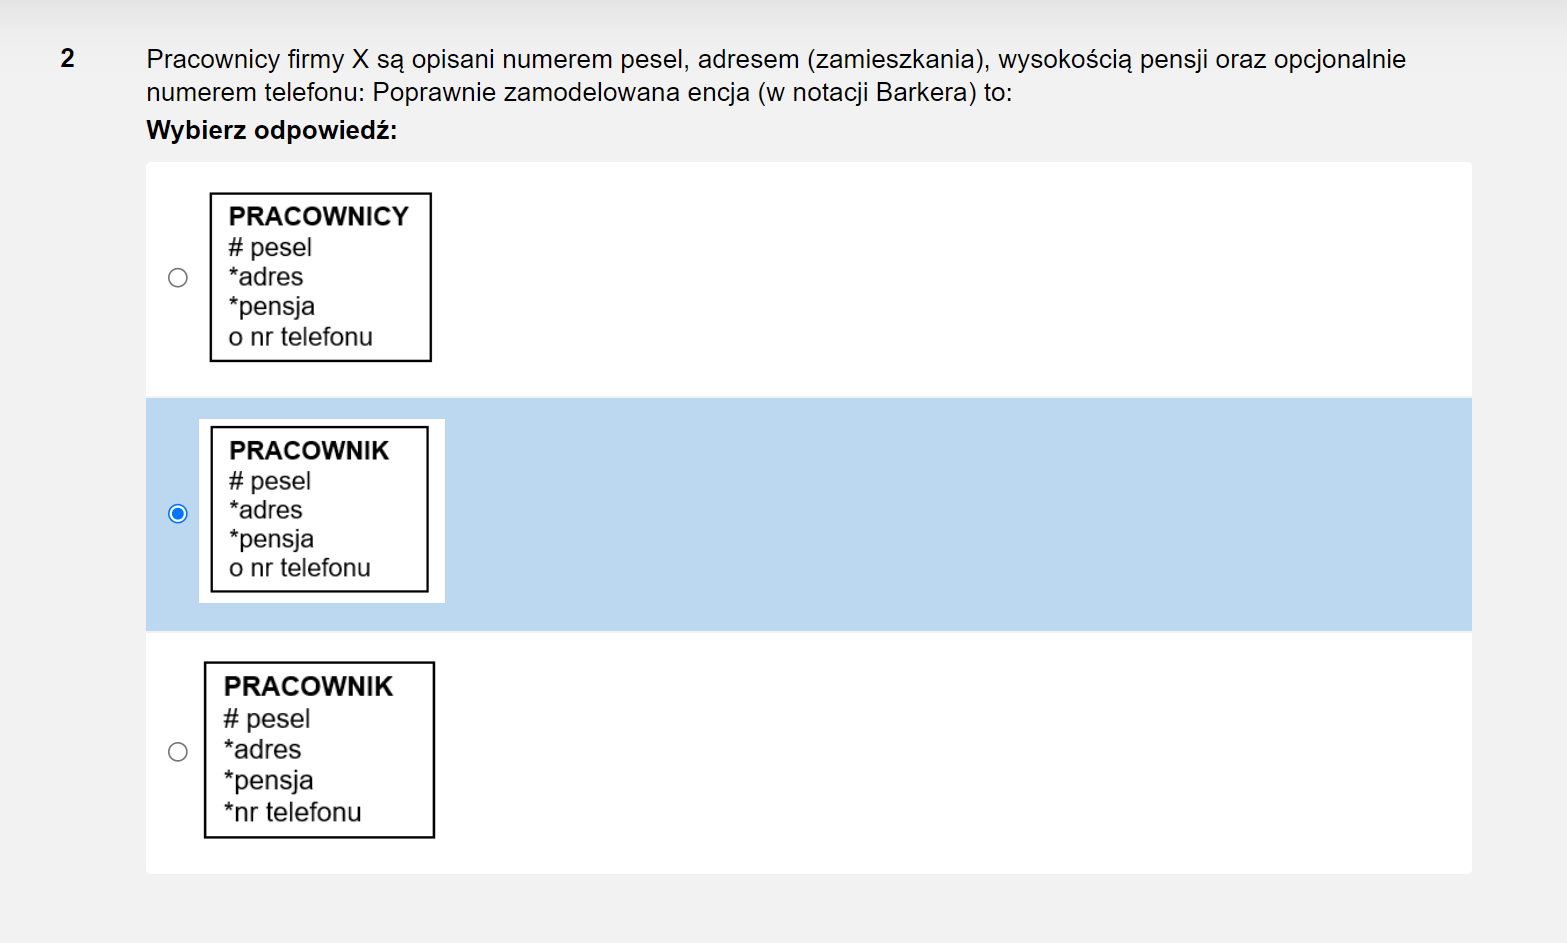 2
Pracownicy firmy X są opisani numerem pesel, adresem (zamieszkania), wysokością pensji oraz opcjonalnie
numerem telefonu: Poprawnie zamodelowana encja (w notacji Barkera) to:
Wybierz odpowiedź:
PRACOWNICY
# pesel
*adres
*pensja
o nr telefonu
PRACOWNIK
# pesel
*adres
*pensja
o nr telefonu
PRACOWNIK
# pesel
*adres
*pensja
*nr telefonu